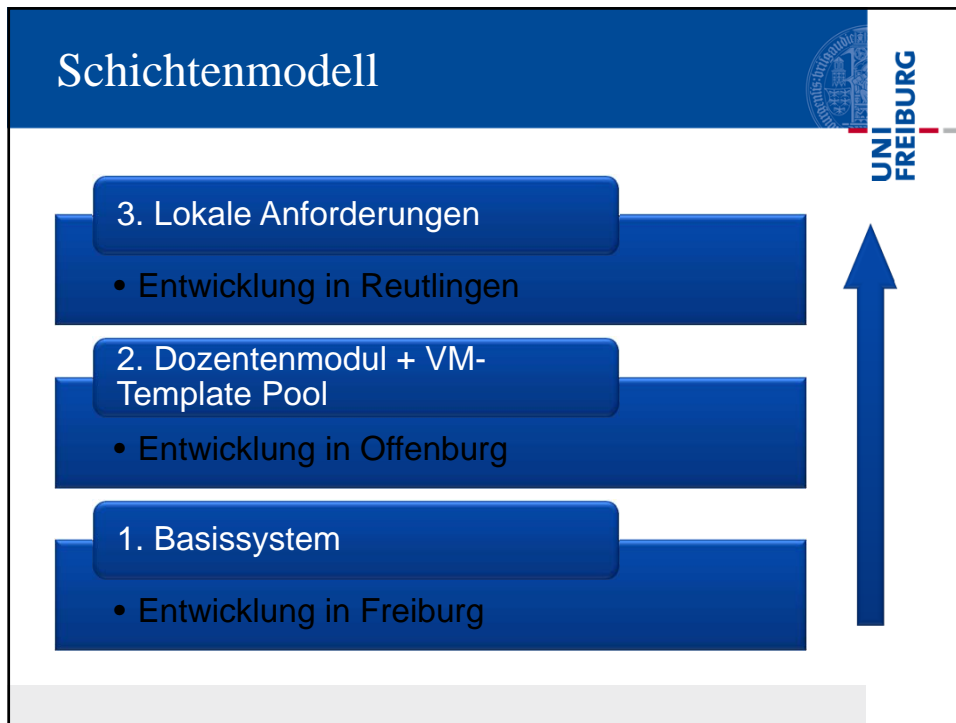 Schichtenmodell
UNI
FREIBURG
3. Lokale Anforderungen
• Entwicklung in Reutlingen
2. Dozentenmodul + VM-
Template Pool
• Entwicklung in Offenburg
1. Basissystem
• Entwicklung in Freiburg